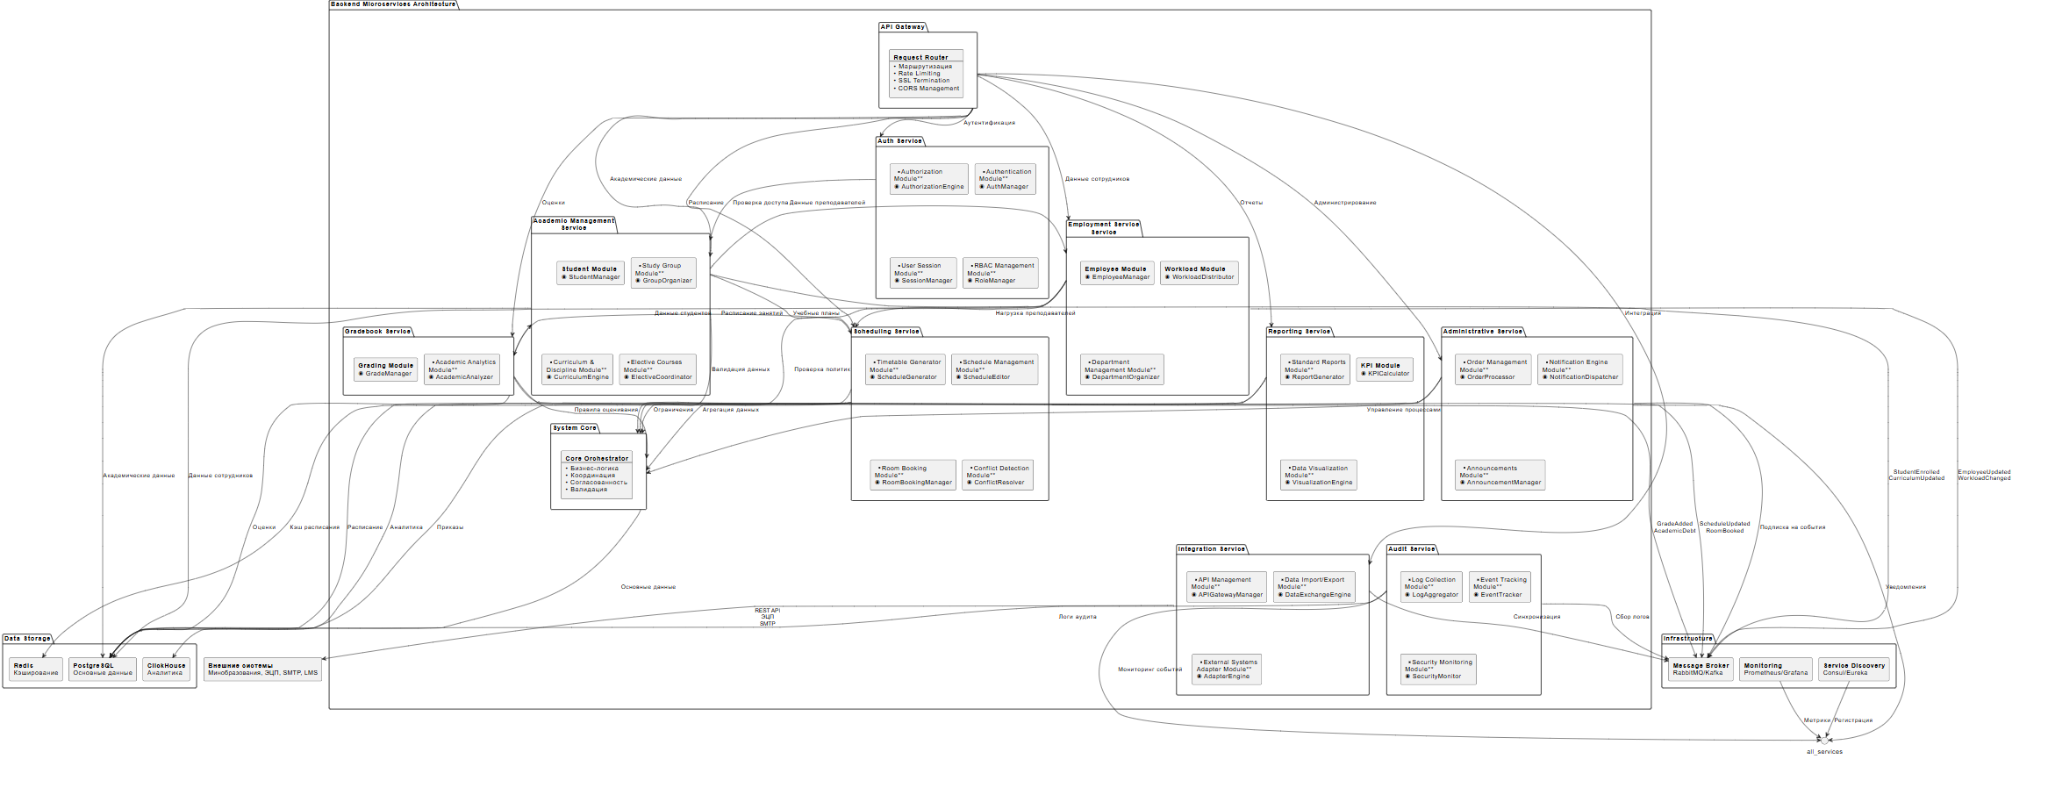 Backend Microservices Architecture
API Gateway
Request Router
• Маршрутизация
• Rate Limiting
• SSL Termination
• CORS Management
Аутентификация
Auth Service
•Authorization
Module**
◉ AuthorizationEngine
•Authentication
Module**
◉ AuthManager
•User Session
Module**
◉ SessionManager
•RBAC Management
Module**
◉ RoleManager
Академические данные
Данные сотрудников
Оценки
Расписание
Проверка доступа
Данные преподавателей
Отчеты
Администрирование
Academic Management
Service
Student Module
◉ StudentManager
•Study Group
Module**
◉ GroupOrganizer
•Curriculum &
Discipline Module**
◉ CurriculumEngine
•Elective Courses
Module**
◉ ElectiveCoordinator
Employment Service
Service
Employee Module
◉ EmployeeManager
Workload Module
◉ WorkloadDistributor
•Department
Management Module**
◉ DepartmentOrganizer
Данные студентов
Расписание занятий
Учебные планы
Нагрузка преподавателей
Интеграция
Gradebook Service
Grading Module
◉ GradeManager
•Academic Analytics
Module**
◉ AcademicAnalyzer
Scheduling Service
•Timetable Generator
Module**
◉ ScheduleGenerator
•Schedule Management
Module**
◉ ScheduleEditor
•Room Booking
Module**
◉ RoomBookingManager
•Conflict Detection
Module**
◉ ConflictResolver
Reporting Service
•Standard Reports
Module**
◉ ReportGenerator
KPI Module
◉ KPICalculator
•Data Visualization
Module**
◉ VisualizationEngine
Administrative Service
•Order Management
Module**
◉ OrderProcessor
•Notification Engine
Module**
◉ NotificationDispatcher
•Announcements
Module**
◉ AnnouncementManager
Валидация данных
Проверка политик
Правила оценивания
Ограничения
Агрегация данных
Управление процессами
System Core
Core Orchestrator
• Бизнес-логика
• Координация
• Согласованность
• Валидация
Академические данные
Данные сотрудников
StudentEnrolled
CurriculumUpdated
EmployeeUpdated
WorkloadChanged
Оценки
Кэш расписания
Расписание
Аналитика
Приказы
GradeAdded
AcademicDebt
ScheduleUpdated
RoomBooked
Подписка на события
Integration Service
•API Management
Module**
◉ APIGatewayManager
•Data Import/Export
Module**
◉ DataExchangeEngine
•External Systems
Adapter Module**
◉ AdapterEngine
Audit Service
•Log Collection
Module**
◉ LogAggregator
•Event Tracking
Module**
◉ EventTracker
•Security Monitoring
Module**
◉ SecurityMonitor
Основные данные
Уведомления
REST API
ЭЦП
SMTP
Логи аудита
Синхронизация
Сбор логов
Data Storage
Redis
Кэширование
PostgreSQL
Основные данные
ClickHouse
Аналитика
Внешние системы
Минобразования, ЭЦП, SMTP, LMS
Мониторинг событий
Infrastructure
Message Broker
RabbitMQ/Kafka
Monitoring
Prometheus/Grafana
Service Discovery
Consul/Eureka
Метрики
Регистрация
all_services